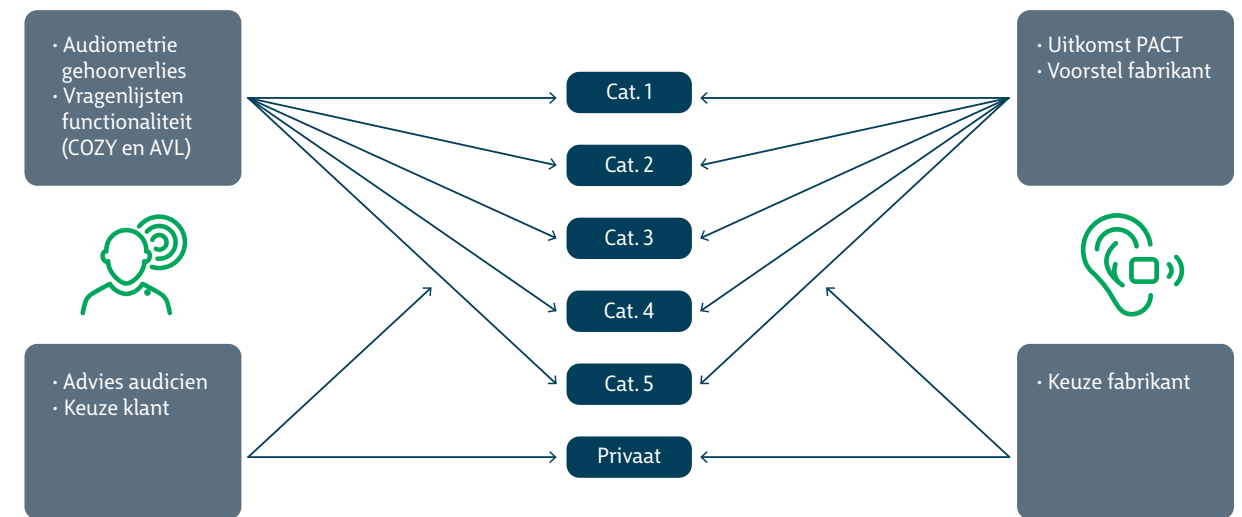 · Audiometrie
gehoorverlies
· Vragenlijsten
functionaliteit
(COZY en AVL)
· Advies audicien
· Keuze klant
Cat. 1
Cat. 2
Cat. 3
Cat. 4
Cat. 5
Privaat
· Uitkomst PACT
· Voorstel fabrikant
· Keuze fabrikant